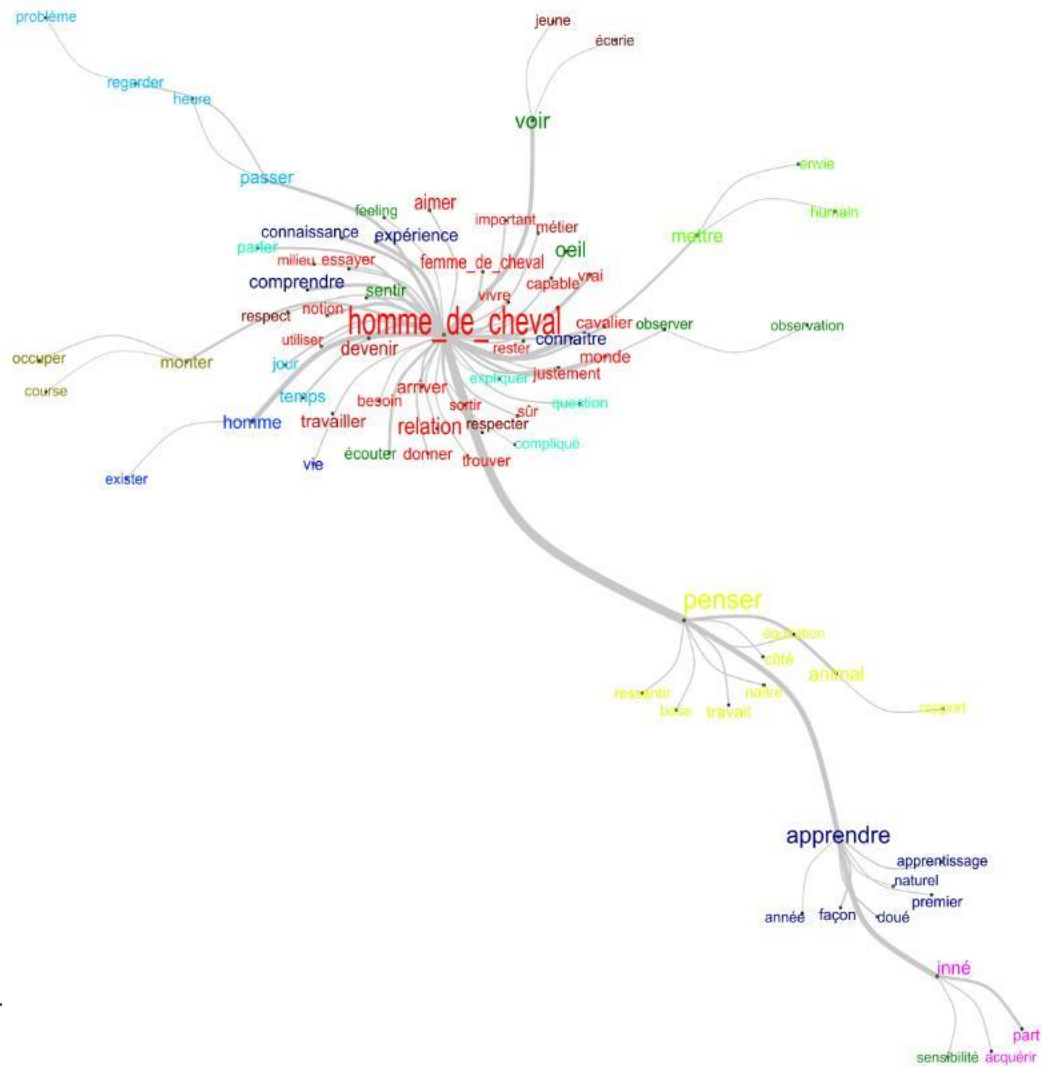 problème
jeune
écurie
regarder
heure
voir
envie
passer
humain
aimer
feeling
important
métier
connaissance
expérience
mettre
parler
oeil
milieu essayer
femme_de_cheval
comprendre
sentir
capable vrai
vivre
respect
notion
homme_de_cheval
cavalier
observer
observation
utiliser
devenir
rester
connaître
occuper
monter
jour
expliquer
justement
monde
course
temps
arriver
besoin
sortir
question
homme
travailler
relation
respecter
sûr
compliqué
vie
écouter
donner
trouver
exister
penser
équitation
côté
animal
ressentir
base
travail
naître
rapport
apprendre
apprentissage
naturel
premier
année
façon
doué
inné
part
sensibilité
acquérir